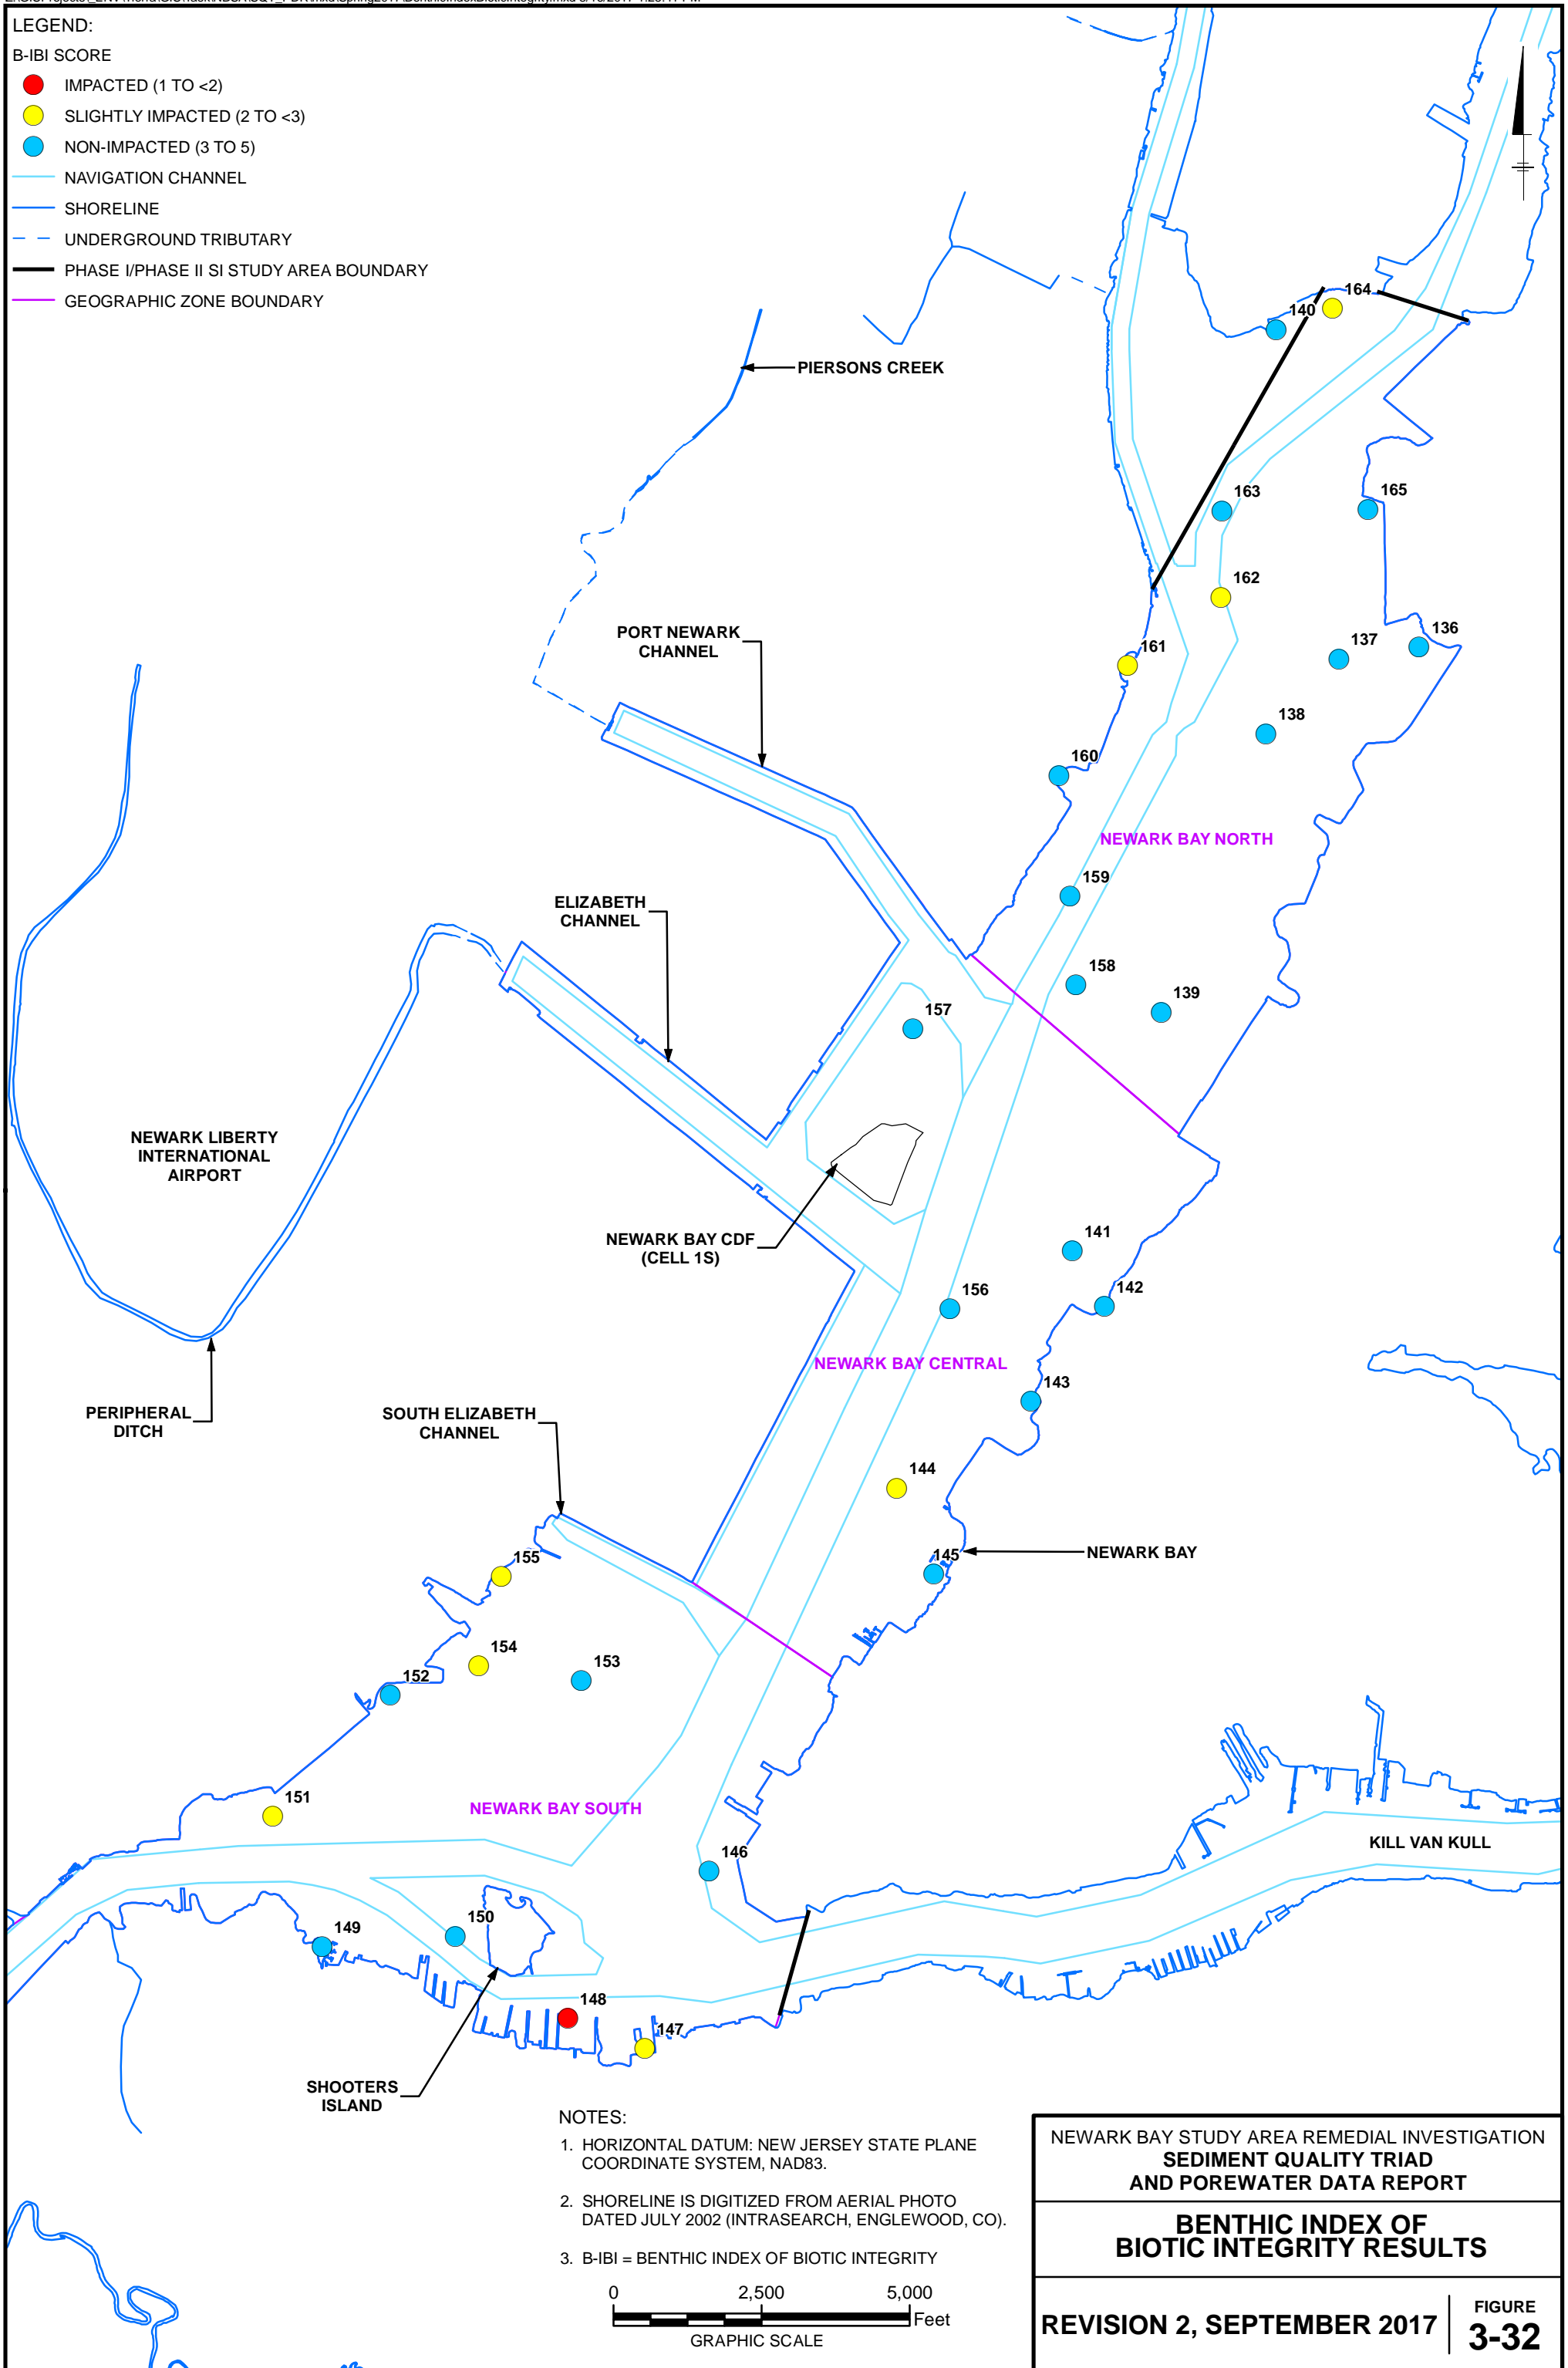 LEGEND:
B-IBI SCORE
IMPACTED (1 TO <2)
SLIGHTLY IMPACTED (2 TO <3)
NON-IMPACTED (3 TO 5)
NAVIGATION CHANNEL
SHORELINE
UNDERGROUND TRIBUTARY
PHASE I/PHASE II SI STUDY AREA BOUNDARY
GEOGRAPHIC ZONE BOUNDARY
164
140
PIERSONS CREEK
163
165
162
PORT NEWARK
CHANNEL
161
137
136
138
160
NEWARK BAY NORTH
159
ELIZABETH
CHANNEL
158
139
157
NEWARK LIBERTY
INTERNATIONAL
AIRPORT
NEWARK BAY CDF
(CELL 1S)
141
142
156
NEWARK BAY CENTRAL
143
PERIPHERAL
DITCH
SOUTH ELIZABETH
CHANNEL
144
155
145
NEWARK BAY
154
153
152
151
NEWARK BAY SOUTH
KILL VAN KULL
146
150
149
148
147
SHOOTERS
ISLAND
NOTES:
1. HORIZONTAL DATUM: NEW JERSEY STATE PLANE
COORDINATE SYSTEM, NAD83.
2. SHORELINE IS DIGITIZED FROM AERIAL PHOTO
DATED JULY 2002 (INTRASEARCH, ENGLEWOOD, CO).
3. B-IBI = BENTHIC INDEX OF BIOTIC INTEGRITY
0 2,500 5,000
Feet
GRAPHIC SCALE
NEWARK BAY STUDY AREA REMEDIAL INVESTIGATION
SEDIMENT QUALITY TRIAD
AND POREWATER DATA REPORT
BENTHIC INDEX OF
BIOTIC INTEGRITY RESULTS
REVISION 2, SEPTEMBER 2017
FIGURE
3-32